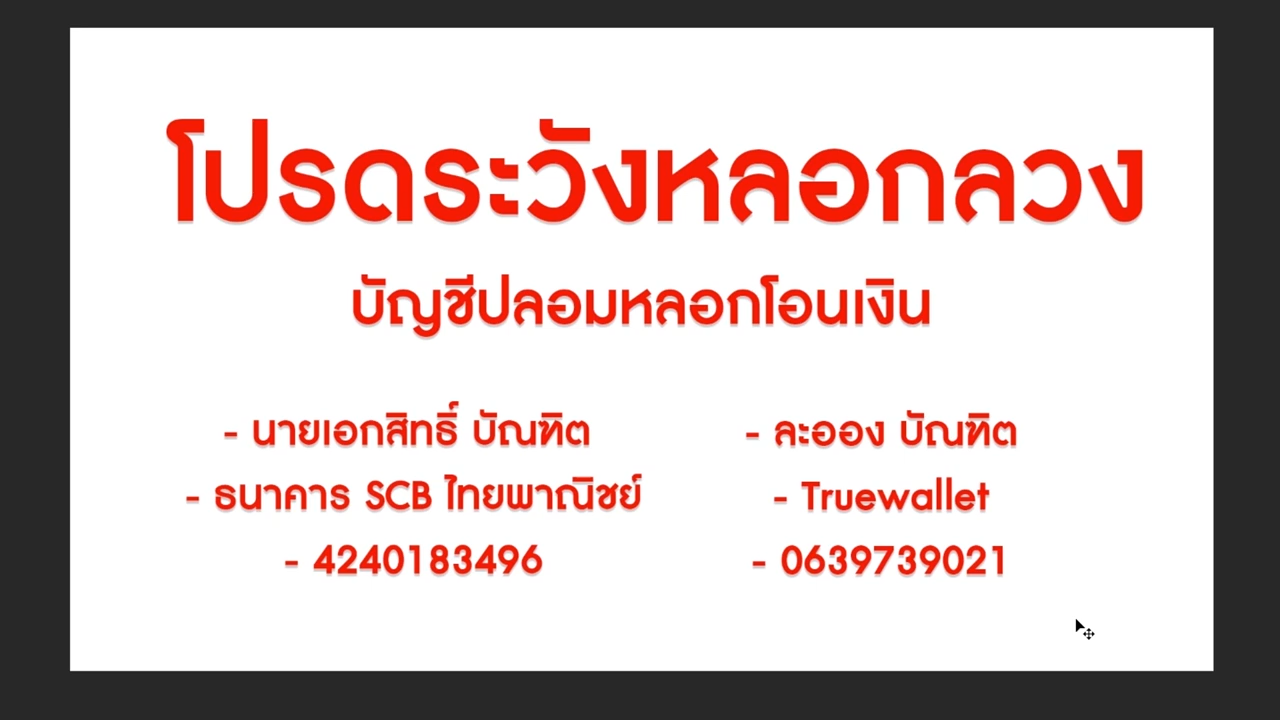 โปรดระวังหลอกลวง
บัญชีปลอมหลอกโอนเงิน
- นายเอกสิทธิ์ บัณฑิต
- ธนาคาร SCB ไทยพาณิชย์
- 4240183496
- ละออง บัณฑิต
- Truewallet
- 0639739021